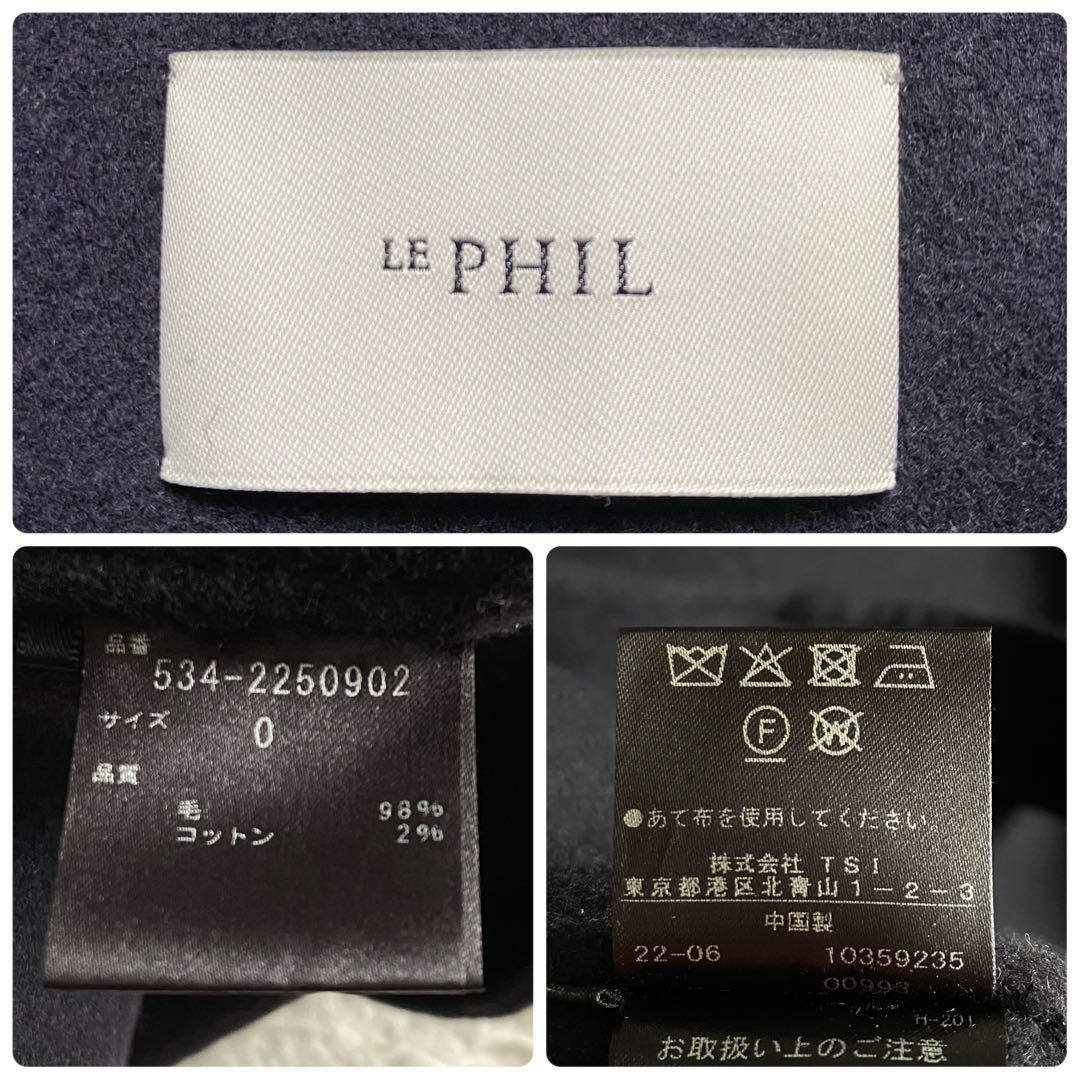 LE PHIL
品番
534-2250902
サイズ
0
品質
毛 98%
コットン 2%
F W
●あて布を使用してください。
株式会社 TSI
東京都港区北青山1-2-3
中国製
22-06 10359235
00993
H-201
お取扱い上のご注意